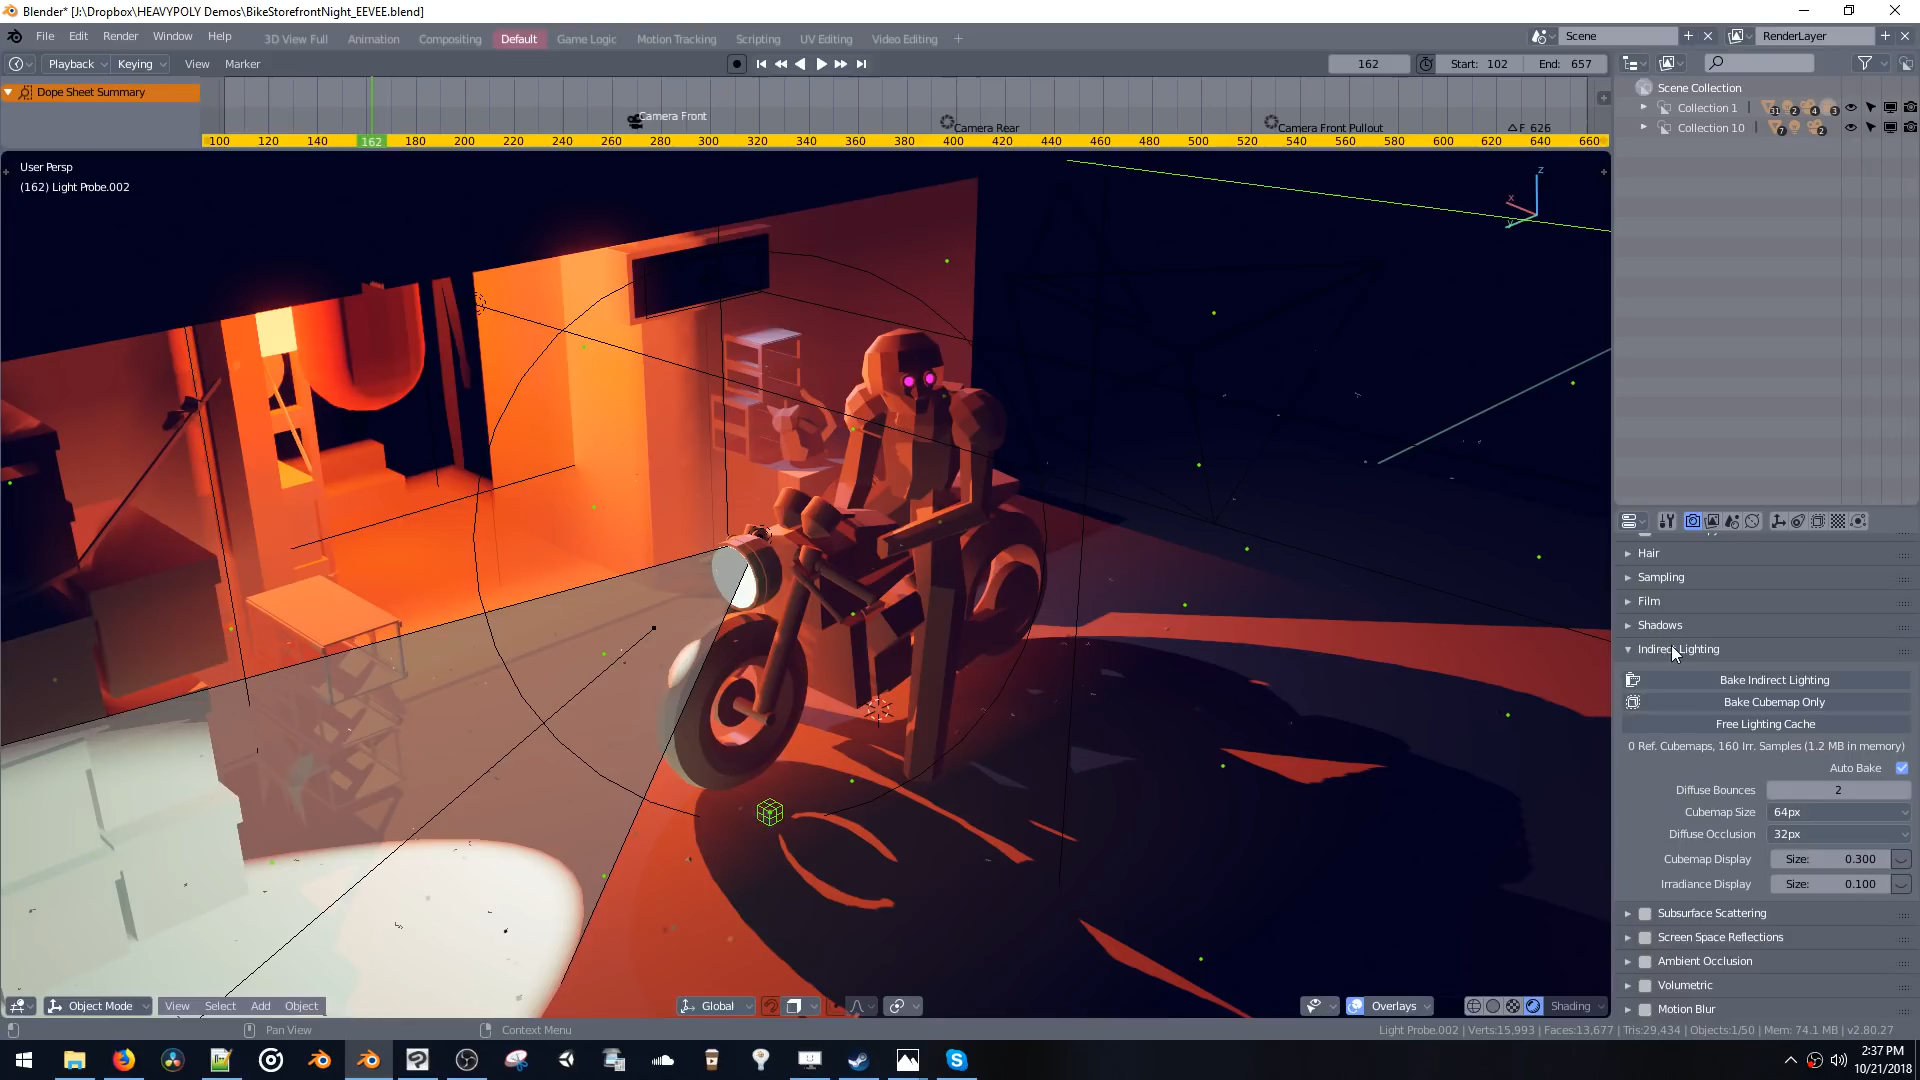 Blender* [J:\Dropbox\HEAVYPOLY Demos\BikeStorefrontNight_EEVEE.blend]
File Edit Render Window Help 3D View Full Animation Compositing Default Game Logic Motion Tracking Scripting UV Editing Video Editing + Scene RenderLayer
Playback Keying View Marker 162 Start: 102 End: 657
Dope Sheet Summary
Scene Collection
Collection 1 31 2 4 3
Collection 10 7 2
Camera Front
Camera Rear
Camera Front Pullout
F 626
100 120 140 162 180 200 220 240 260 280 300 320 340 360 380 400 420 440 460 480 500 520 540 560 580 600 620 640 660
User Persp
(162) Light Probe.002
Z
X
Y
Hair
Sampling
Film
Shadows
Indirect Lighting
Bake Indirect Lighting
Bake Cubemap Only
Free Lighting Cache
0 Ref. Cubemaps, 160 Irr. Samples (1.2 MB in memory)
Auto Bake
Diffuse Bounces 2
Cubemap Size 64px
Diffuse Occlusion 32px
Cubemap Display Size: 0.300
Irradiance Display Size: 0.100
Subsurface Scattering
Screen Space Reflections
Ambient Occlusion
Volumetric
Motion Blur
Object Mode View Select Add Object Global Overlays Shading
Pan View Context Menu Light Probe.002 | Verts:15,993 | Faces:13,677 | Tris:29,434 | Objects:1/50 | Mem: 74.1 MB | v2.80.27
2:37 PM
10/21/2018